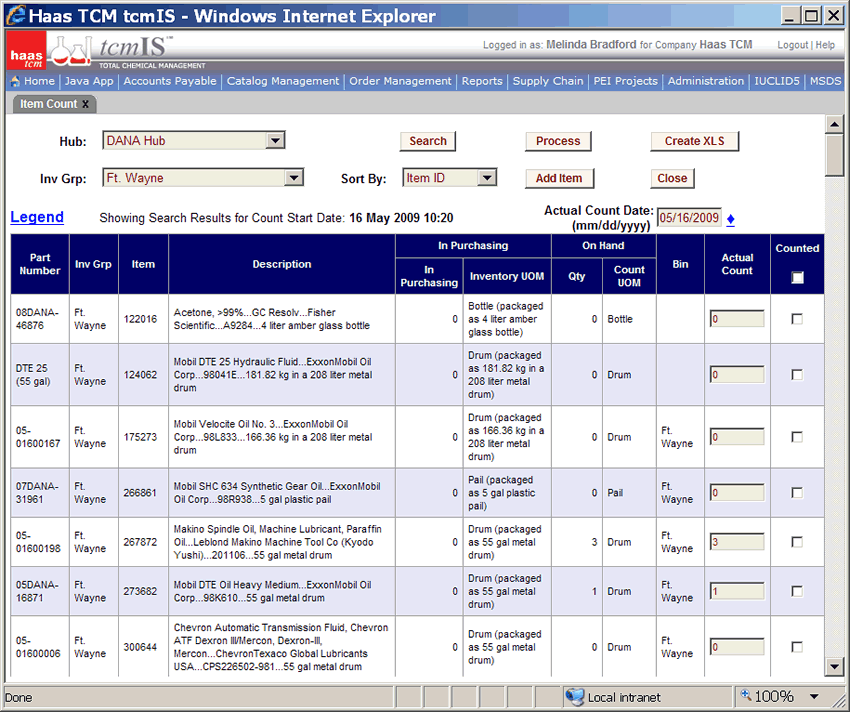 Haas TCM tcmIS - Windows Internet Explorer
haas
tcm
tcmIS™
TOTAL CHEMICAL MANAGEMENT
Logged in as: Melinda Bradford for Company Haas TCM
Logout | Help
Home | Java App | Accounts Payable | Catalog Management | Order Management | Reports | Supply Chain | PEI Projects | Administration | IUCLID5 | MSDS
Item Count x
Hub: DANA Hub Search Process Create XLS
Inv Grp: Ft. Wayne Sort By: Item ID Add Item Close
Legend Showing Search Results for Count Start Date: 16 May 2009 10:20
Actual Count Date: 05/16/2009
(mm/dd/yyyy)
Part
Number
Inv Grp
Item
Description
In Purchasing
In
Purchasing
Inventory UOM
On Hand
Qty
Count
UOM
Bin
Actual
Count
Counted
08DANA-
46876
Ft.
Wayne
122016
Acetone, >99%...GC Resolv...Fisher
Scientific...A9284...4 liter amber glass bottle
0
Bottle (packaged
as 4 liter amber
glass bottle)
0
Bottle
0
DTE 25
(55 gal)
Ft.
Wayne
124062
Mobil DTE 25 Hydraulic Fluid...ExxonMobil Oil
Corp...98041E...181.82 kg in a 208 liter metal
drum
0
Drum (packaged
as 181.82 kg in a
208 liter metal
drum)
0
Drum
0
05-
01600167
Ft.
Wayne
175273
Mobil Velocite Oil No. 3...ExxonMobil Oil
Corp...98L833...166.36 kg in a 208 liter metal
drum
0
Drum (packaged
as 166.36 kg in a
208 liter metal
drum)
0
Drum
Ft.
Wayne
0
07DANA-
31961
Ft.
Wayne
266861
Mobil SHC 634 Synthetic Gear Oil...ExxonMobil
Oil Corp...98R938...5 gal plastic pail
0
Pail (packaged
as 5 gal plastic
pail)
0
Pail
Ft.
Wayne
0
05-
01600198
Ft.
Wayne
267872
Makino Spindle Oil, Machine Lubricant, Paraffin
Oil...Leblond Makino Machine Tool Co (Kyodo
Yushi)...201106...55 gal metal drum
0
Drum (packaged
as 55 gal metal
drum)
3
Drum
Ft.
Wayne
3
05DANA-
16871
Ft.
Wayne
273682
Mobil DTE Oil Heavy Medium...ExxonMobil Oil
Corp...98K610...55 gal metal drum
0
Drum (packaged
as 55 gal metal
drum)
1
Drum
Ft.
Wayne
1
05-
01600006
Ft.
Wayne
300644
Chevron Automatic Transmission Fluid, Chevron
ATF Dexron III/Mercon, Dexron-III,
Mercon...ChevronTexaco Global Lubricants
USA...CPS226502-981...55 gal metal drum
0
Drum (packaged
as 55 gal metal
drum)
0
Drum
Ft.
Wayne
0
Done
Local intranet
100%